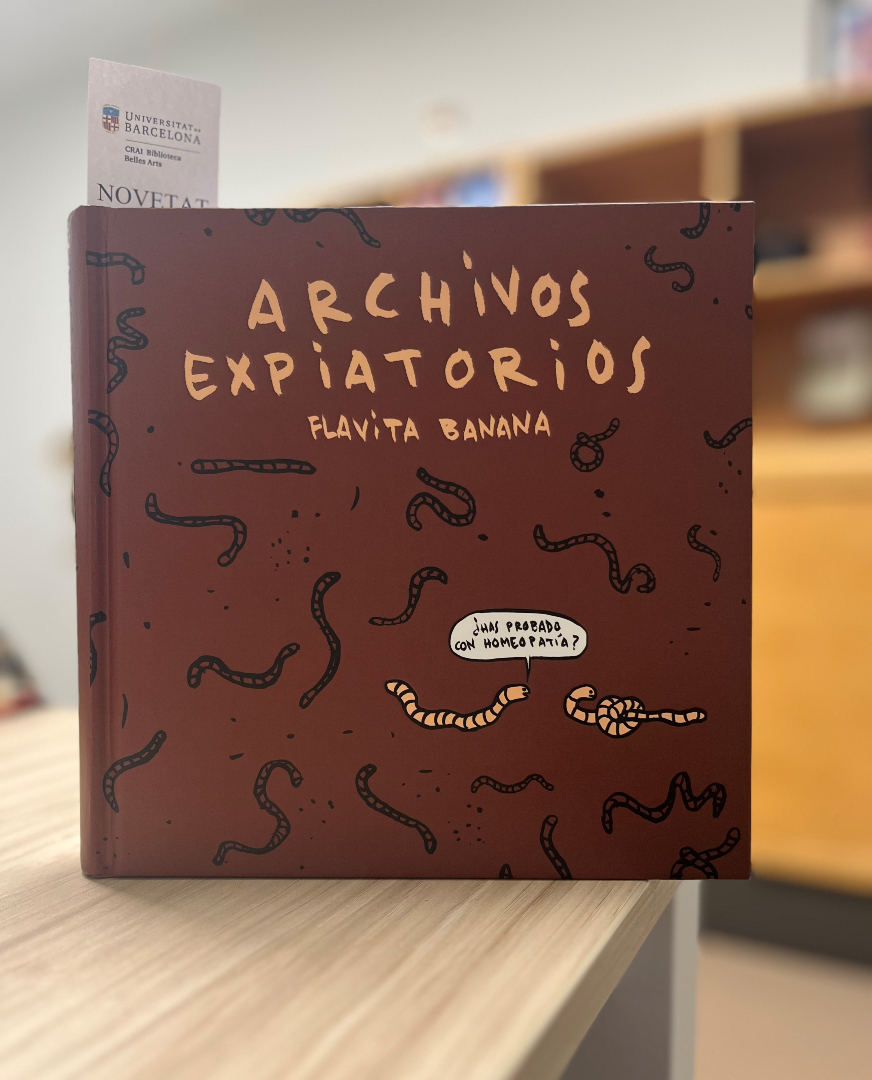 UNIVERSITAT DE
BARCELONA
CRAI Biblioteca
Belles Arts
NOVETAT
ARCHiVOS
EXPiATORiOS
FLAViTA BANANA
¿HAS PROBADO
CON HOMEOPATÍA?